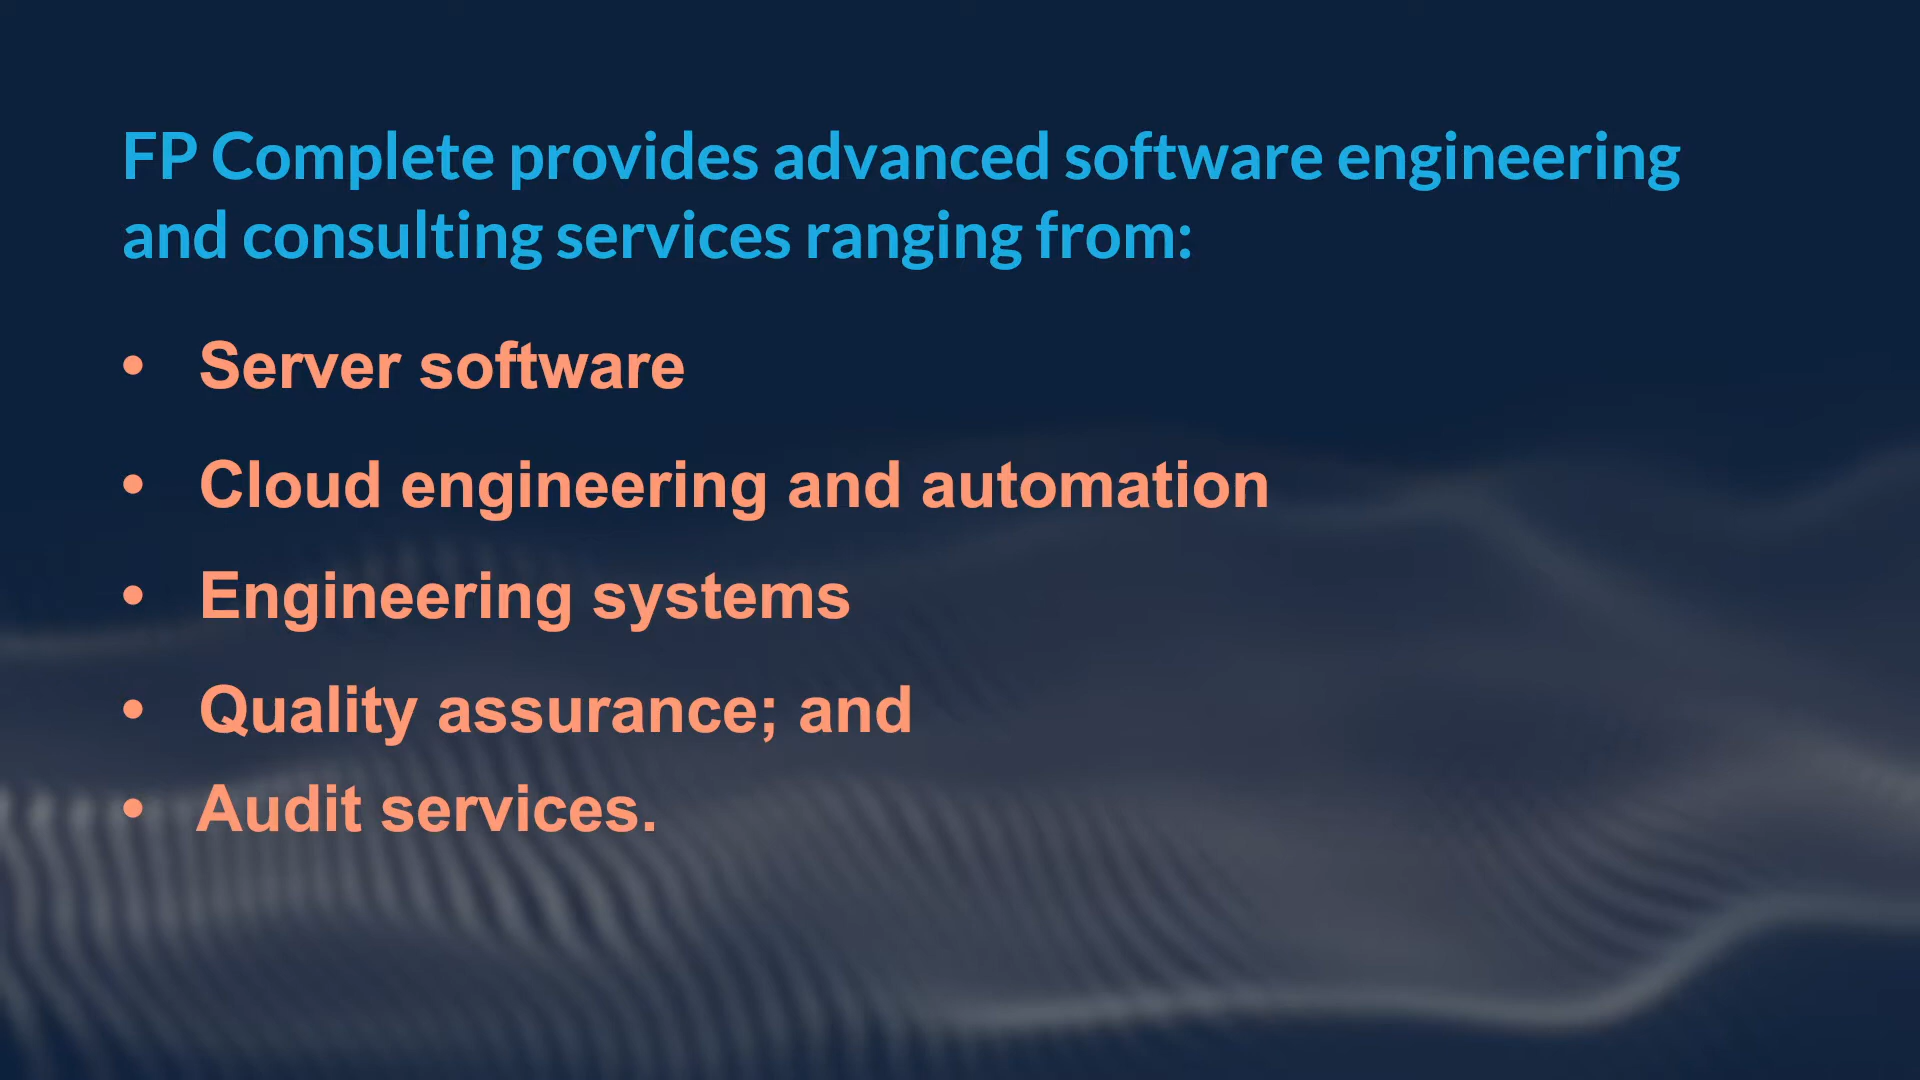 FP Complete provides advanced software engineering
and consulting services ranging from:
• Server software
• Cloud engineering and automation
• Engineering systems
• Quality assurance; and
• Audit services.